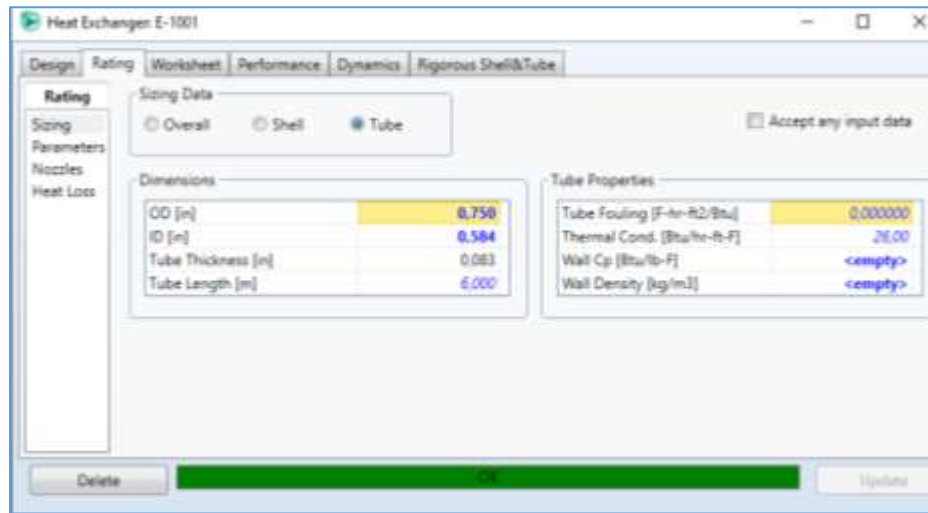 Heat Exchanger: E-1001
Design Rating Worksheet Performance Dynamics Rigorous Shell&Tube
Rating
Sizing
Parameters
Nozzles
Heat Loss
Sizing Data
Overall Shell Tube
Accept any input data
Dimensions
OD [in] 0,750
ID [in] 0,584
Tube Thickness [in] 0,083
Tube Length [m] 6,000
Tube Properties
Tube Fouling [F-hr-ft2/Btu] 0,000000
Thermal Cond. [Btu/hr-ft-F] 26,00
Wall Cp [Btu/lb-F] <empty>
Wall Density [kg/m3] <empty>
Delete OK Update